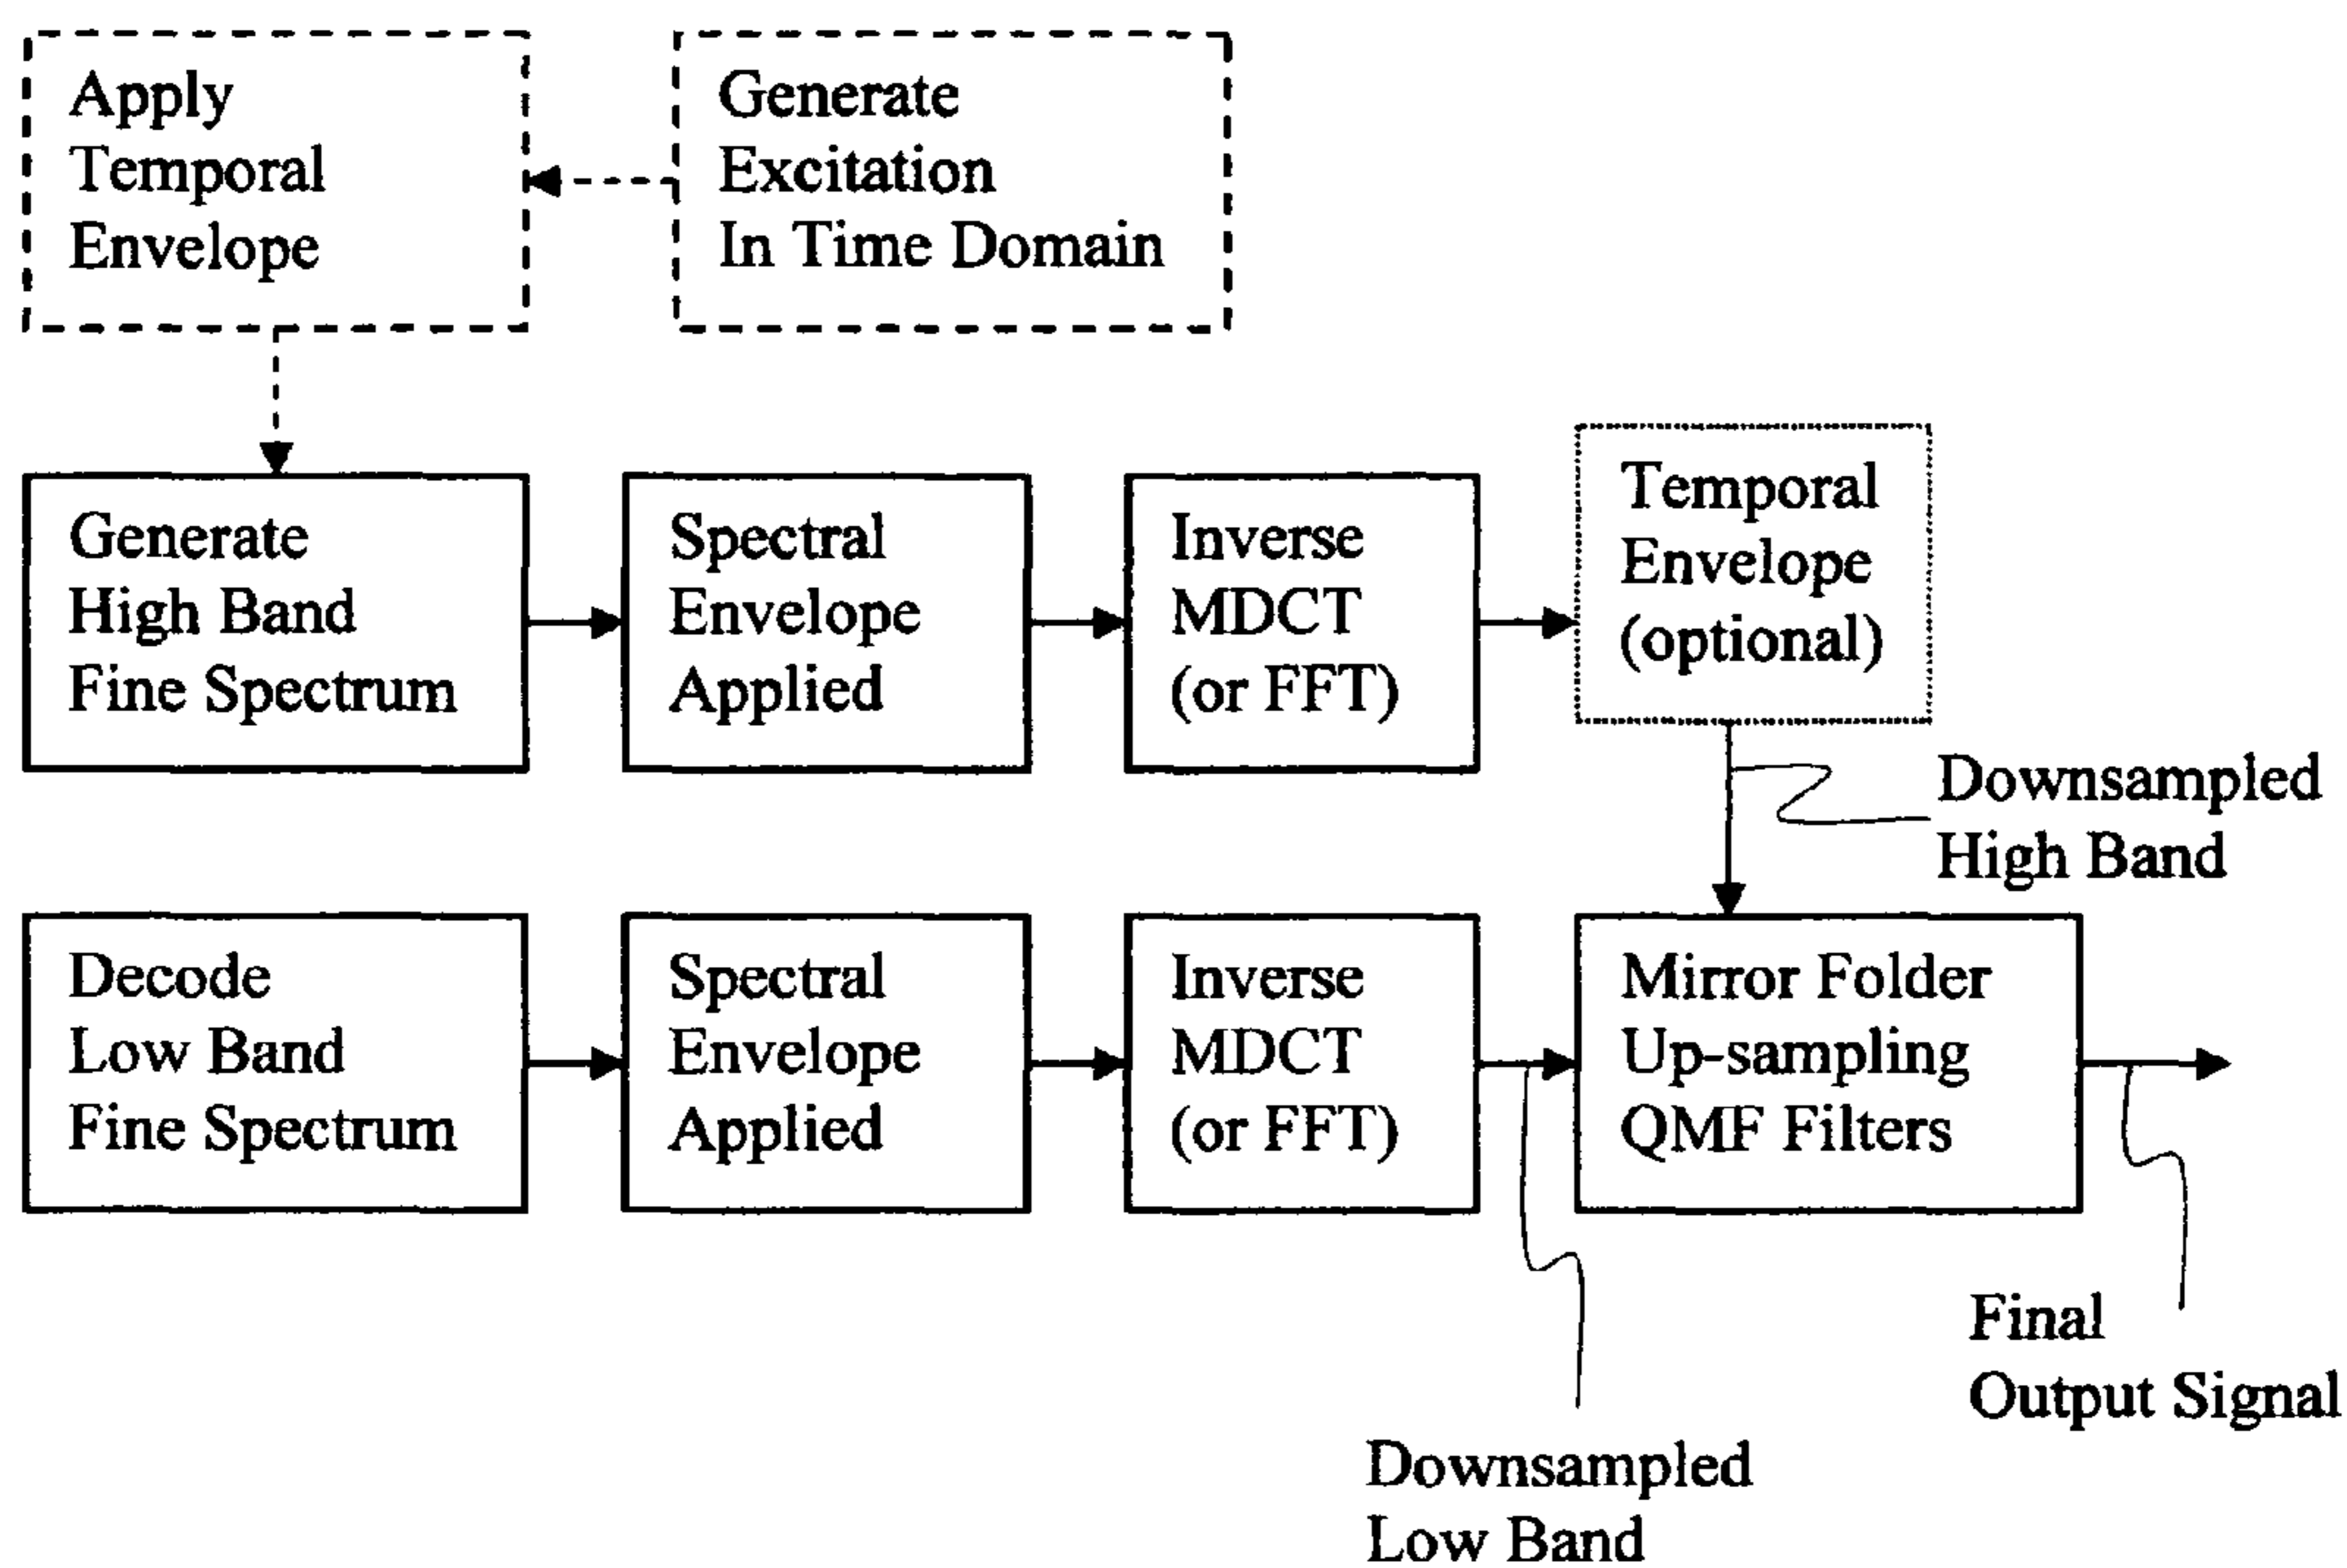 Apply
Temporal
Envelope
Generate
Excitation
In Time Domain
Generate
High Band
Fine Spectrum
Spectral
Envelope
Applied
Inverse
MDCT
(or FFT)
Temporal
Envelope
(optional)
Downsampled
High Band
Decode
Low Band
Fine Spectrum
Spectral
Envelope
Applied
Inverse
MDCT
(or FFT)
Mirror Folder
Up-sampling
QMF Filters
Final
Output Signal
Downsampled
Low Band